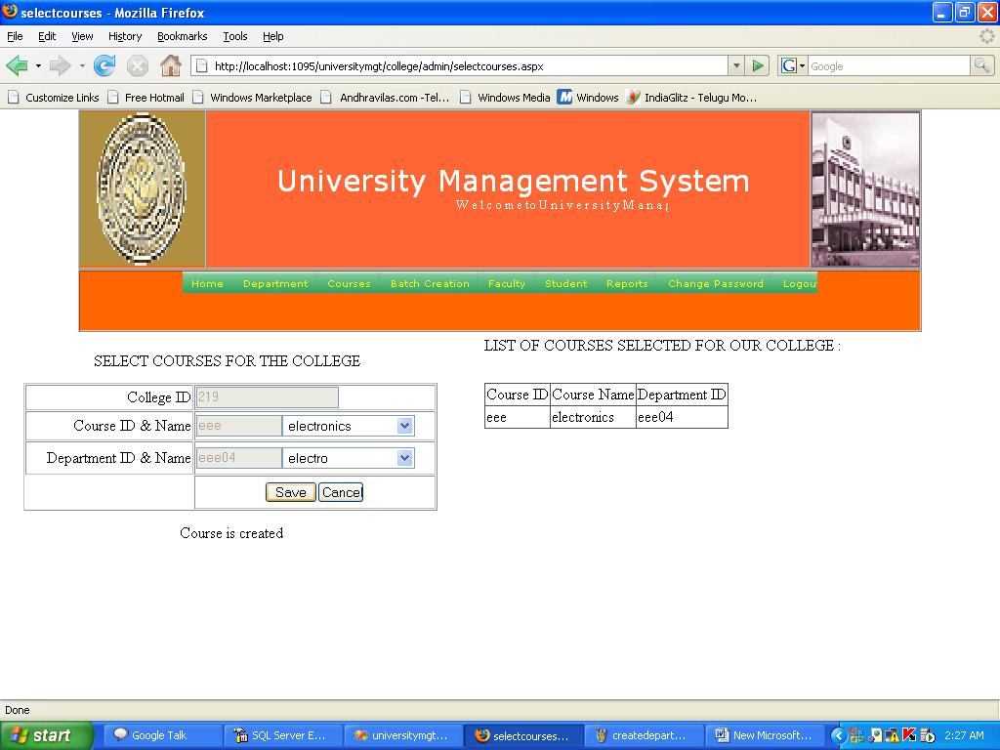 selectcourses - Mozilla Firefox
File Edit View History Bookmarks Tools Help
http://localhost:1095/universitymgt/college/admin/selectcourses.aspx
G Google
Customize Links Free Hotmail Windows Marketplace Andhravilas.com -Tel... Windows Media Windows IndiaGlitz - Telugu Mo...
University Management System
WelcometoUniversityManag
Home Department Courses Batch Creation Faculty Student Reports Change Password Logou
SELECT COURSES FOR THE COLLEGE
LIST OF COURSES SELECTED FOR OUR COLLEGE :
College ID 219
Course ID & Name eee electronics
Department ID & Name eee04 electro
Save Cancel
Course is created
Course ID Course Name Department ID
eee electronics eee04
Done
start Google Talk SQL Server E... universitymgt... selectcourses... createdepart... New Microsoft... 2:27 AM